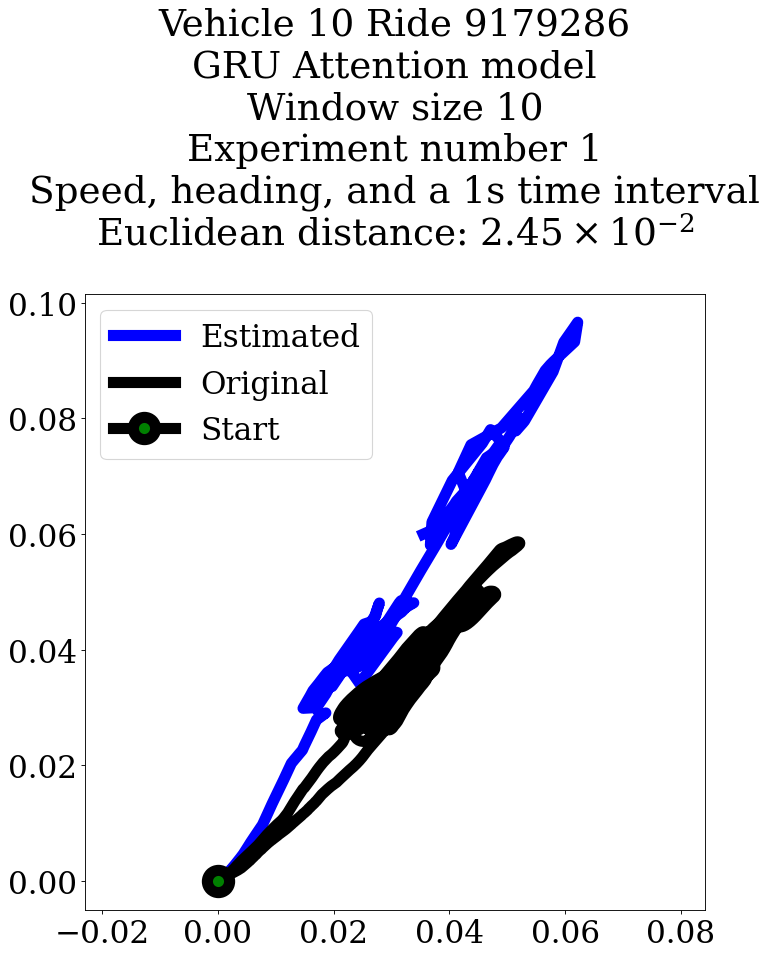 Vehicle 10 Ride 9179286
GRU Attention model
Window size 10
Experiment number 1
Speed, heading, and a 1s time interval
Euclidean distance: 2.45 × 10⁻²
0.10
0.08
0.06
0.04
0.02
0.00
Estimated
Original
Start
−0.02 0.00 0.02 0.04 0.06 0.08